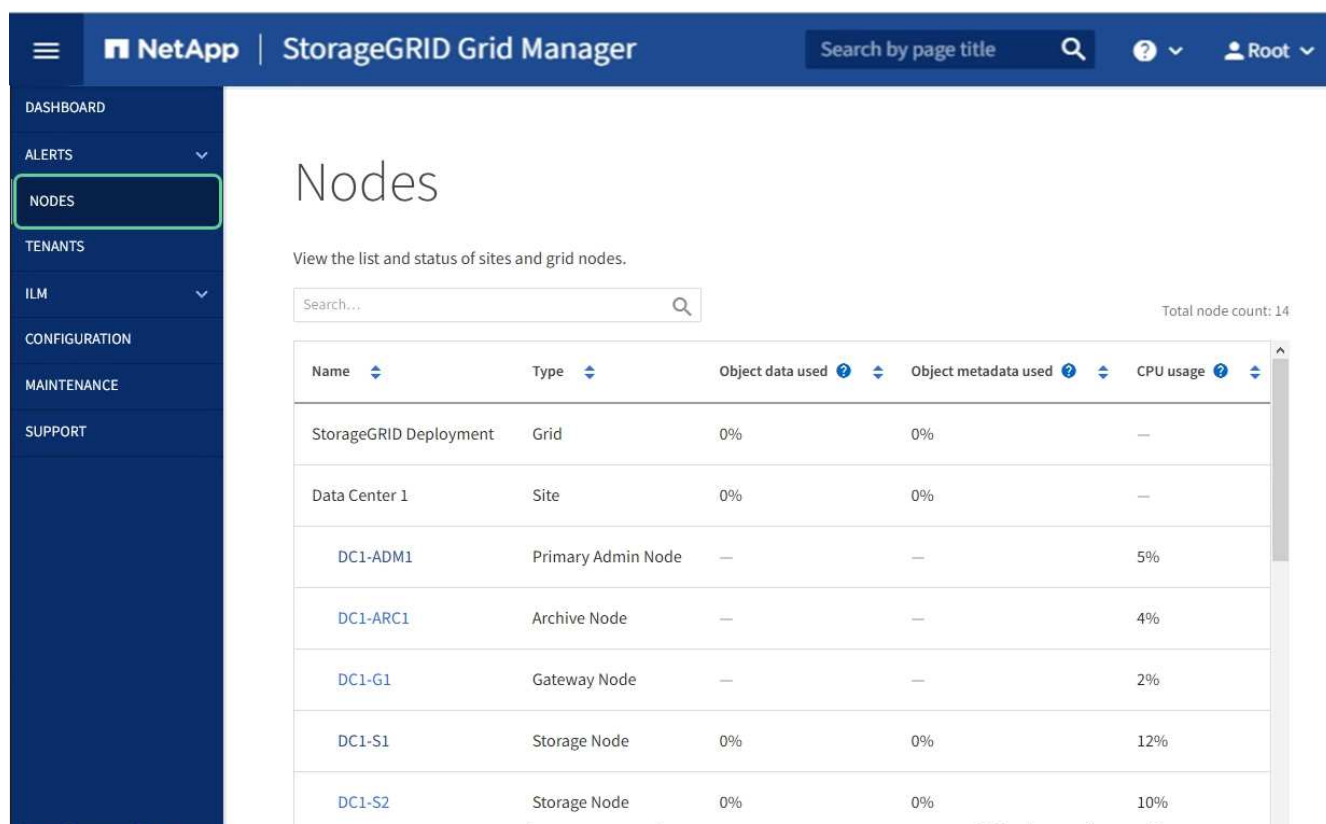 NetApp | StorageGRID Grid Manager Search by page title ? Root
DASHBOARD
ALERTS
NODES
TENANTS
ILM
CONFIGURATION
MAINTENANCE
SUPPORT
Nodes
View the list and status of sites and grid nodes.
Search...
Total node count: 14
Name Type Object data used ? Object metadata used ? CPU usage ?
StorageGRID Deployment Grid 0% 0% —
Data Center 1 Site 0% 0% —
DC1-ADM1 Primary Admin Node — — 5%
DC1-ARC1 Archive Node — — 4%
DC1-G1 Gateway Node — — 2%
DC1-S1 Storage Node 0% 0% 12%
DC1-S2 Storage Node 0% 0% 10%